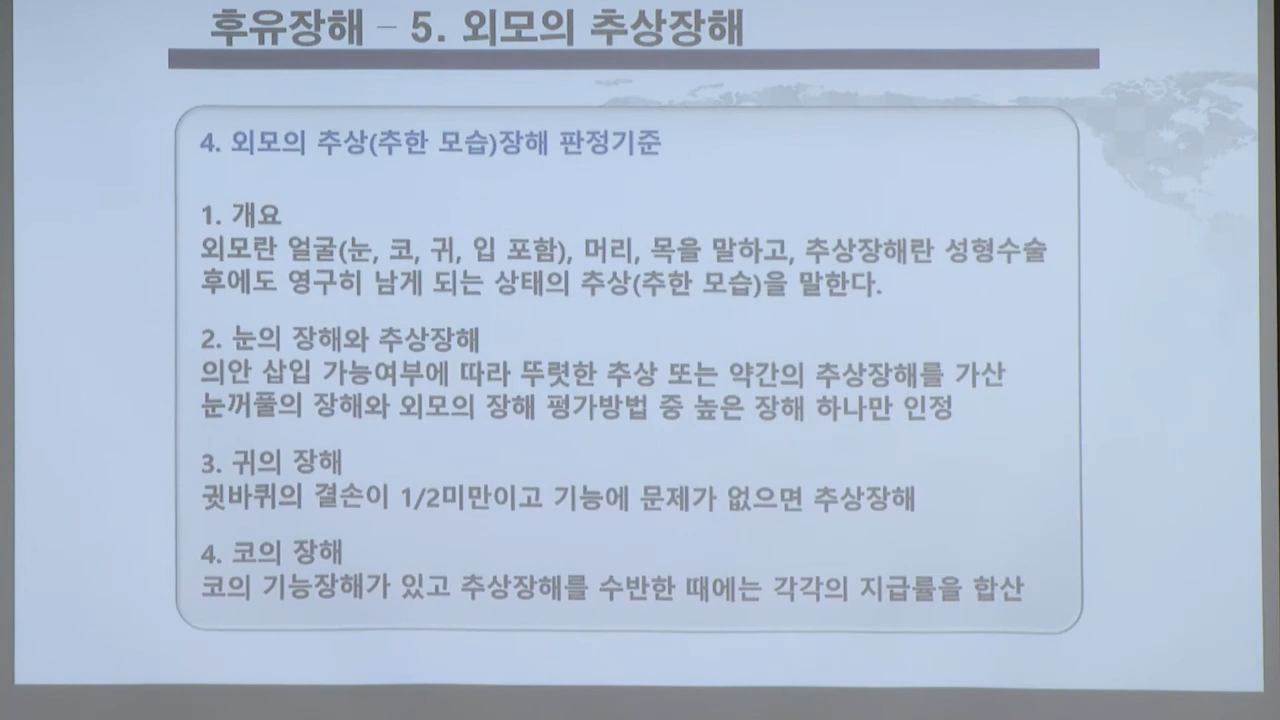 후유장해 – 5. 외모의 추상장해
4. 외모의 추상(추한 모습)장해 판정기준
1. 개요
외모란 얼굴(눈, 코, 귀, 입 포함), 머리, 목을 말하고, 추상장해란 성형수술
후에도 영구히 남게 되는 상태의 추상(추한 모습)을 말한다.
2. 눈의 장해와 추상장해
의안 삽입 가능여부에 따라 뚜렷한 추상 또는 약간의 추상장해를 가산
눈꺼풀의 장해와 외모의 장해 평가방법 중 높은 장해 하나만 인정
3. 귀의 장해
귓바퀴의 결손이 1/2미만이고 기능에 문제가 없으면 추상장해
4. 코의 장해
코의 기능장해가 있고 추상장해를 수반한 때에는 각각의 지급률을 합산